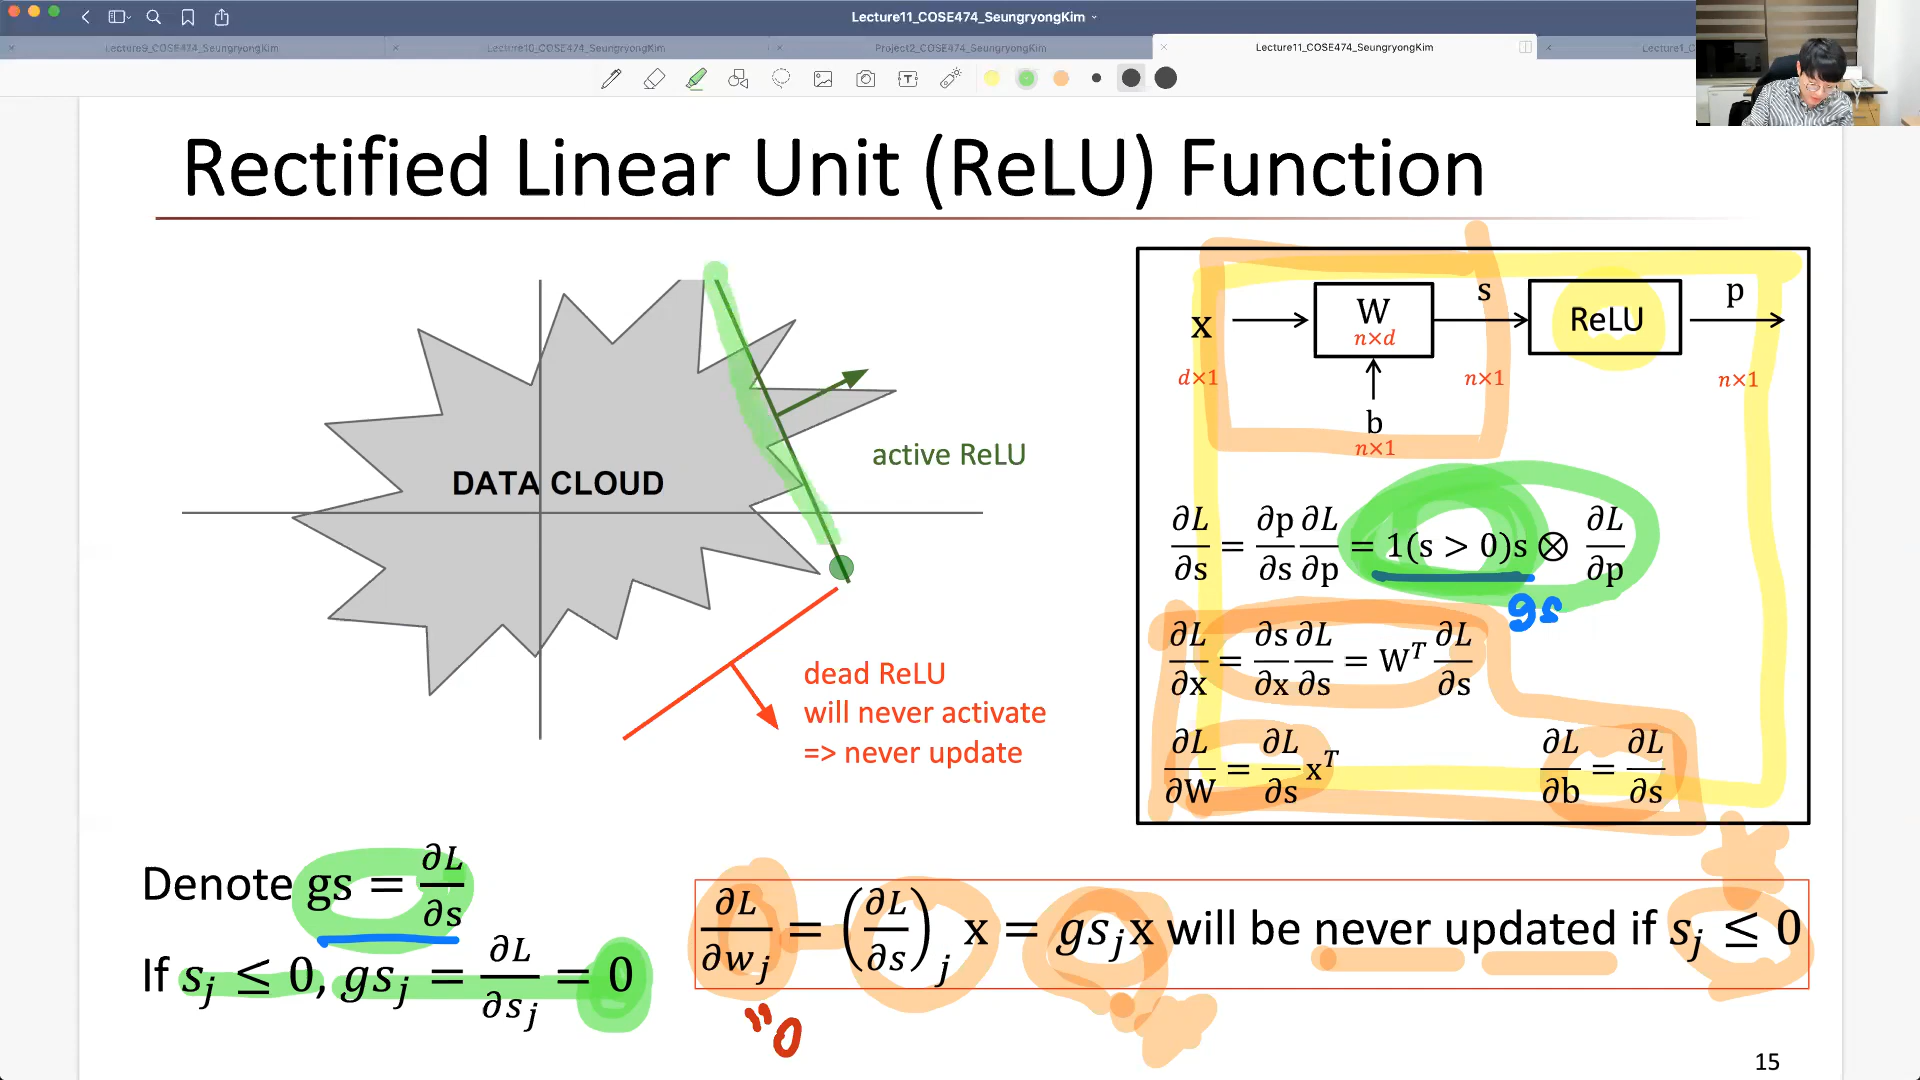 Lecture11_COSE474_SeungryongKim
Lecture9_COSE474_SeungryongKim
Lecture10_COSE474_SeungryongKim
Project2_COSE474_SeungryongKim
Lecture11_COSE474_SeungryongKim
Rectified Linear Unit (ReLU) Function
DATA CLOUD
active ReLU
dead ReLU
will never activate
=> never update
x
d×1
W
n×d
s
n×1
ReLU
p
n×1
b
n×1
∂L/∂s = ∂p/∂s ∂L/∂p = 1(s > 0)s ⊗ ∂L/∂p
gs
∂L/∂x = ∂s/∂x ∂L/∂s = Wᵀ ∂L/∂s
∂L/∂W = ∂L/∂s xᵀ
∂L/∂b = ∂L/∂s
Denote gs = ∂L/∂s
If s_j ≤ 0, gs_j = ∂L/∂s_j = 0
∂L/∂w_j = (∂L/∂s)_j x = gs_j x will be never updated if s_j ≤ 0
"0
15